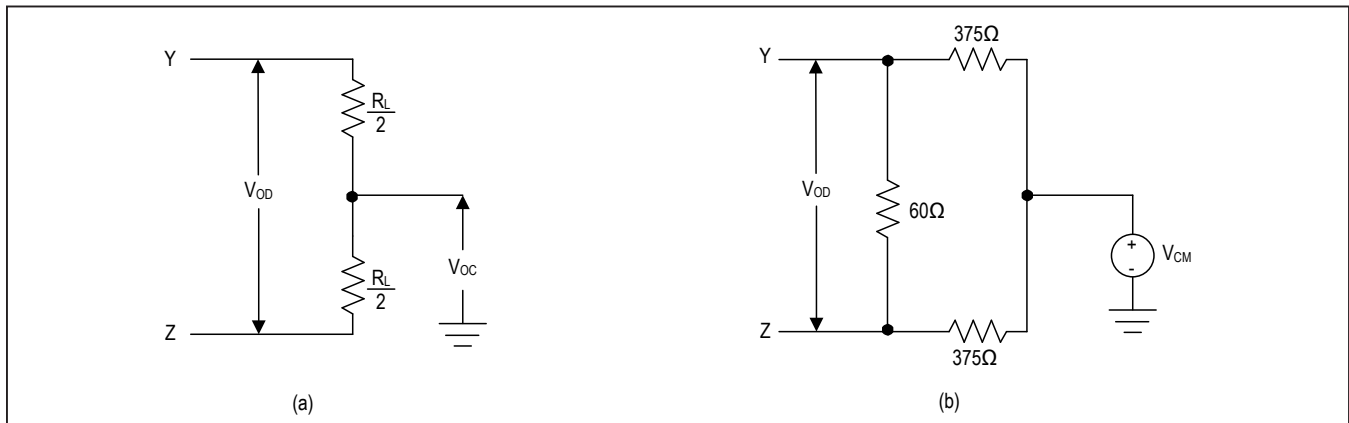 Y
V_OD
R_L
2
V_OC
R_L
2
Z
(a)
375Ω
Y
V_OD
60Ω
+
-
V_CM
Z
375Ω
(b)